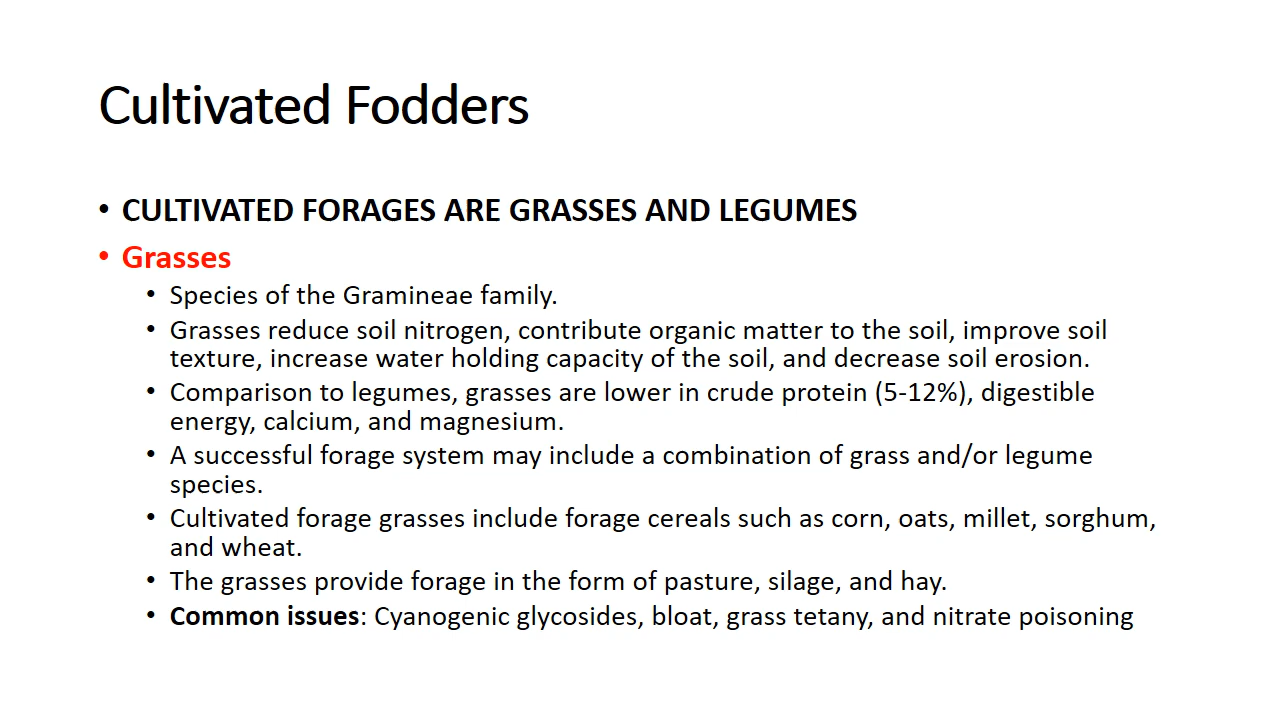 Cultivated Fodders
• CULTIVATED FORAGES ARE GRASSES AND LEGUMES
• Grasses
• Species of the Gramineae family.
• Grasses reduce soil nitrogen, contribute organic matter to the soil, improve soil
texture, increase water holding capacity of the soil, and decrease soil erosion.
• Comparison to legumes, grasses are lower in crude protein (5-12%), digestible
energy, calcium, and magnesium.
• A successful forage system may include a combination of grass and/or legume
species.
• Cultivated forage grasses include forage cereals such as corn, oats, millet, sorghum,
and wheat.
• The grasses provide forage in the form of pasture, silage, and hay.
• Common issues: Cyanogenic glycosides, bloat, grass tetany, and nitrate poisoning